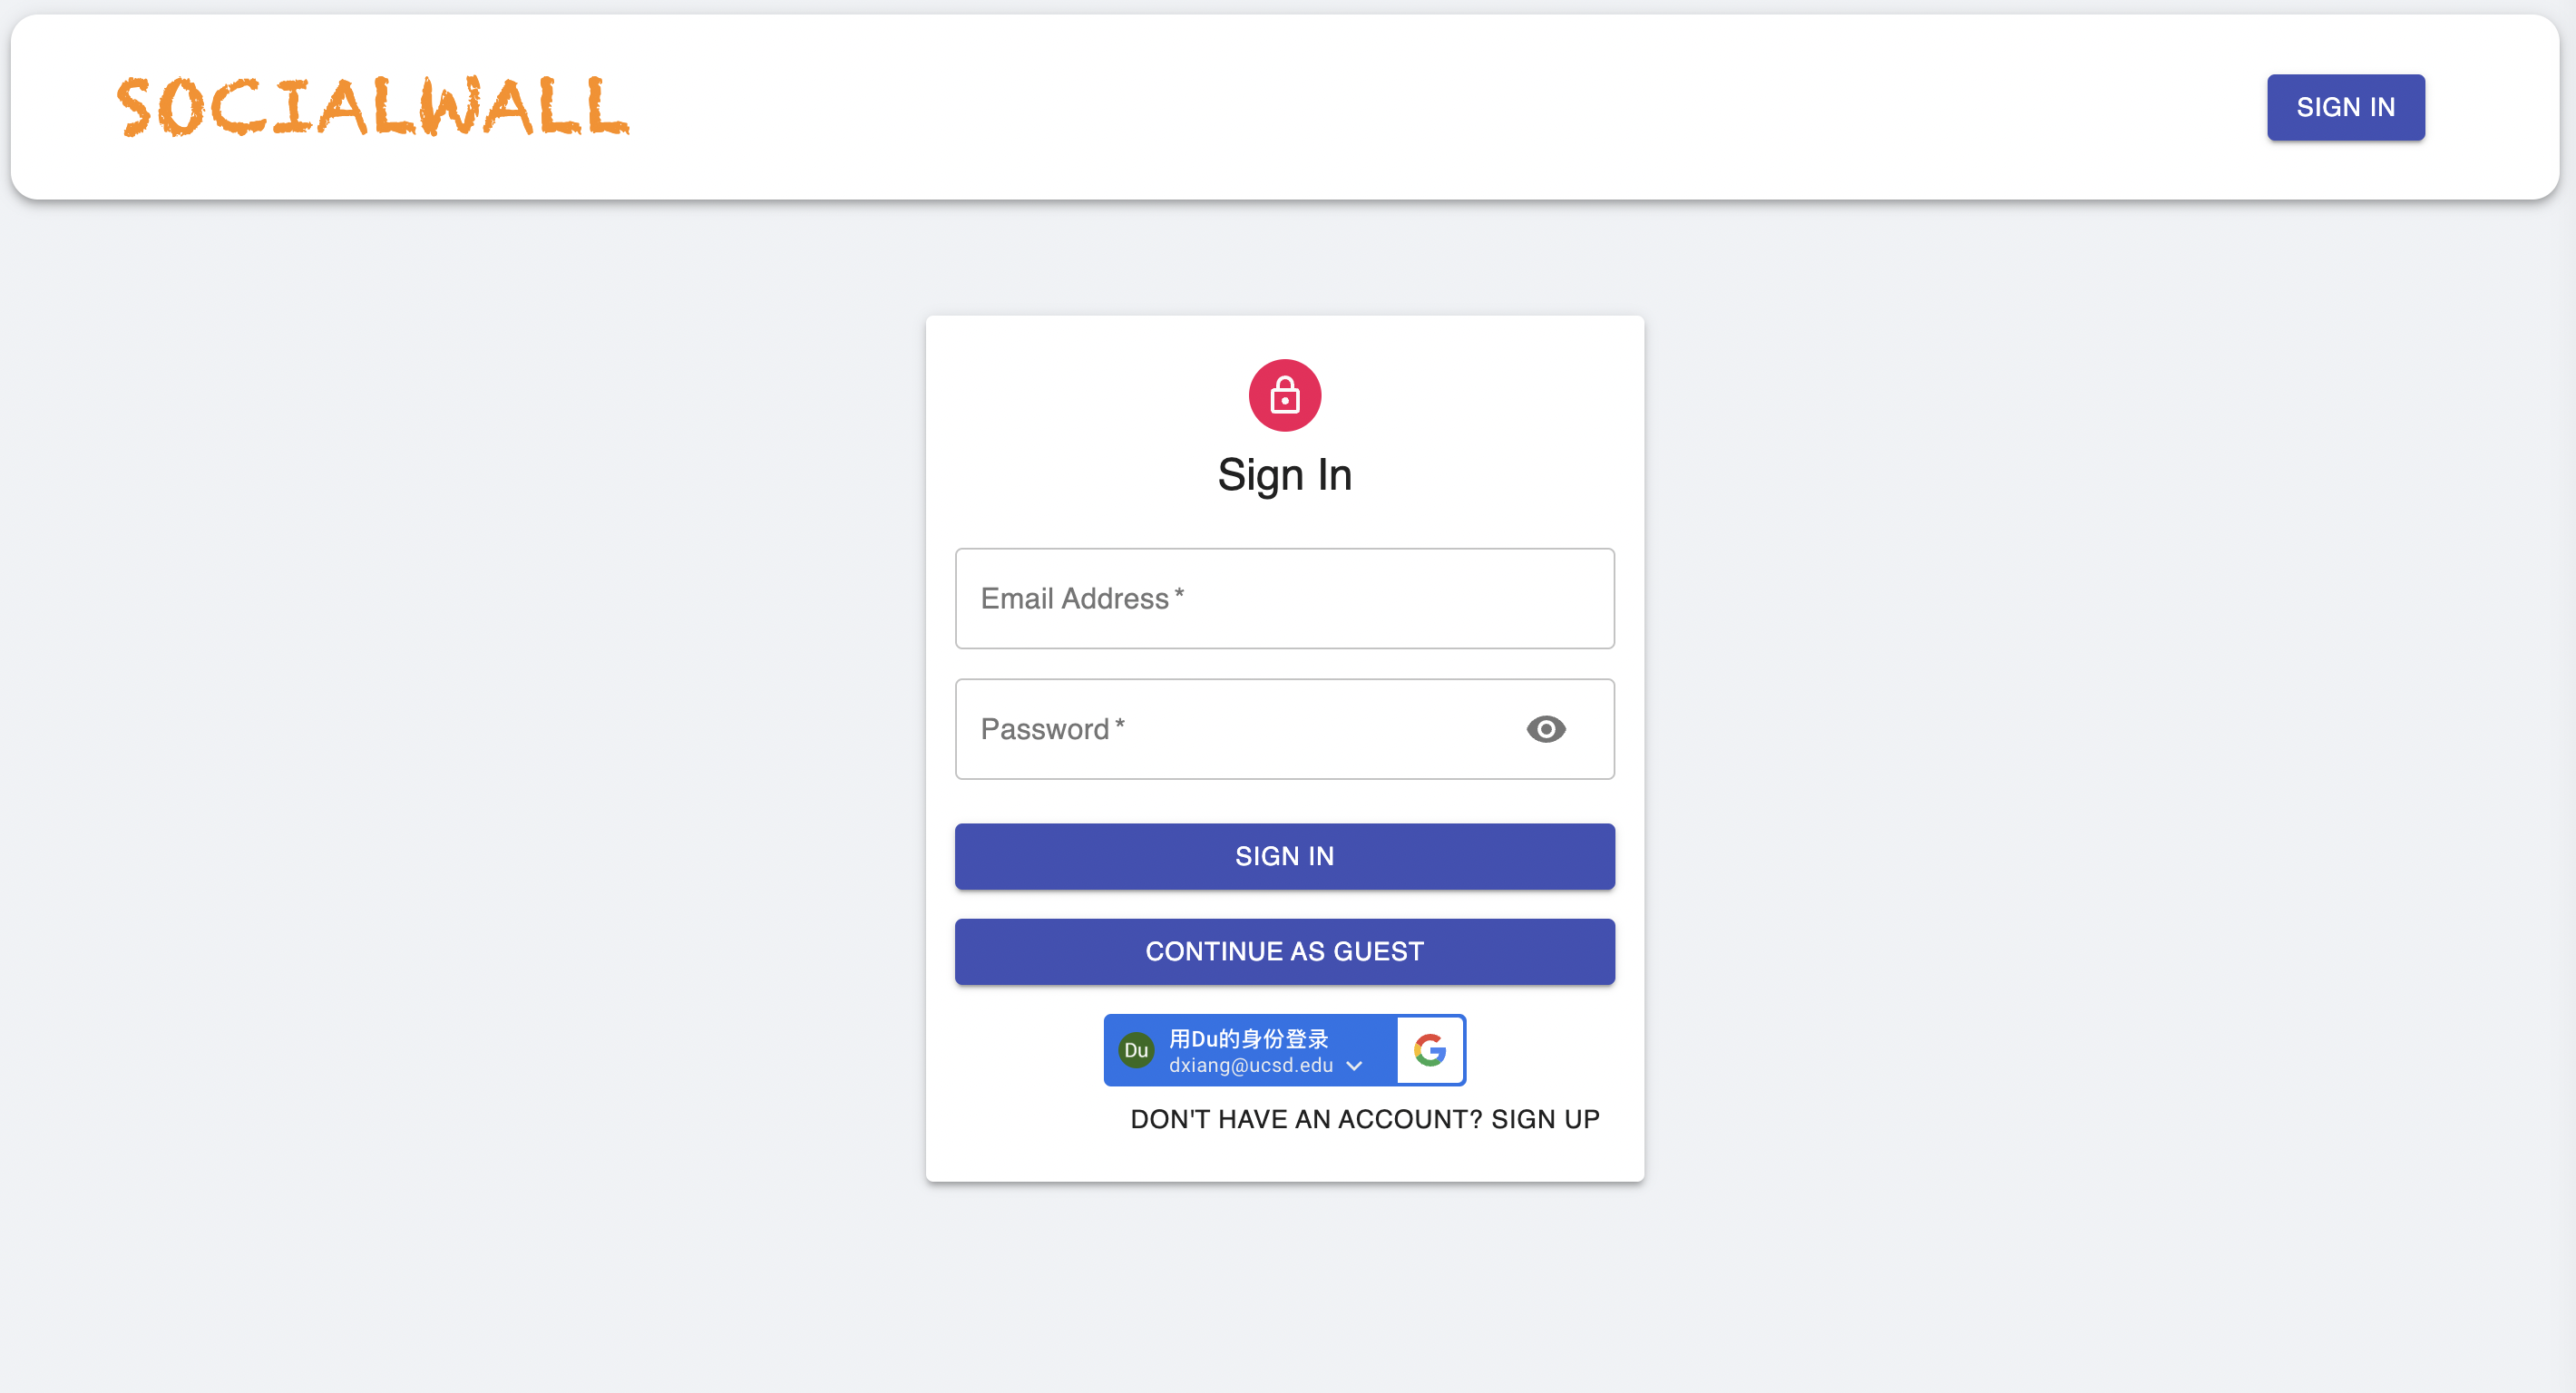 SOCIALWALL
SIGN IN
Sign In
Email Address *
Password *
SIGN IN
CONTINUE AS GUEST
Du
用Du的身份登录
dxiang@ucsd.edu
DON'T HAVE AN ACCOUNT? SIGN UP